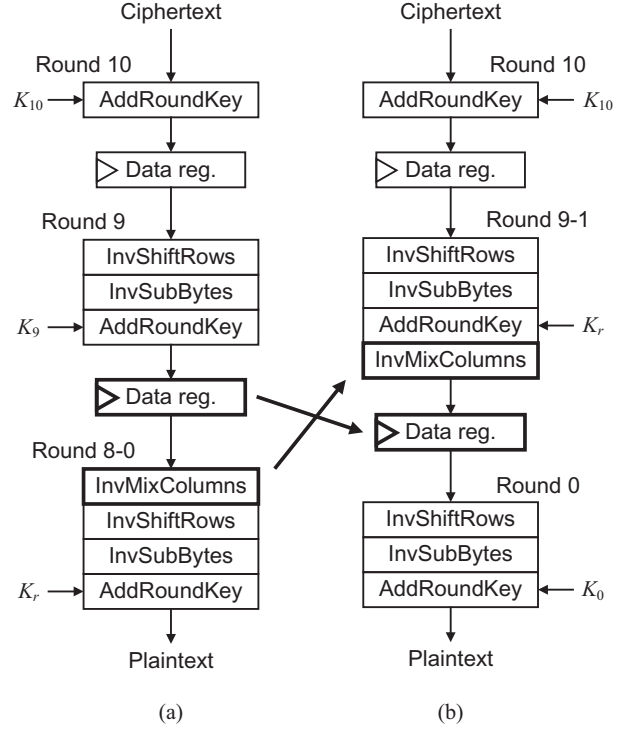 Ciphertext
Round 10
K10
AddRoundKey
Data reg.
Round 9
InvShiftRows
InvSubBytes
K9
AddRoundKey
Data reg.
Round 8-0
InvMixColumns
InvShiftRows
InvSubBytes
Kr
AddRoundKey
Plaintext
(a)
Ciphertext
Round 10
AddRoundKey
K10
Data reg.
Round 9-1
InvShiftRows
InvSubBytes
AddRoundKey
Kr
InvMixColumns
Data reg.
Round 0
InvShiftRows
InvSubBytes
AddRoundKey
K0
Plaintext
(b)